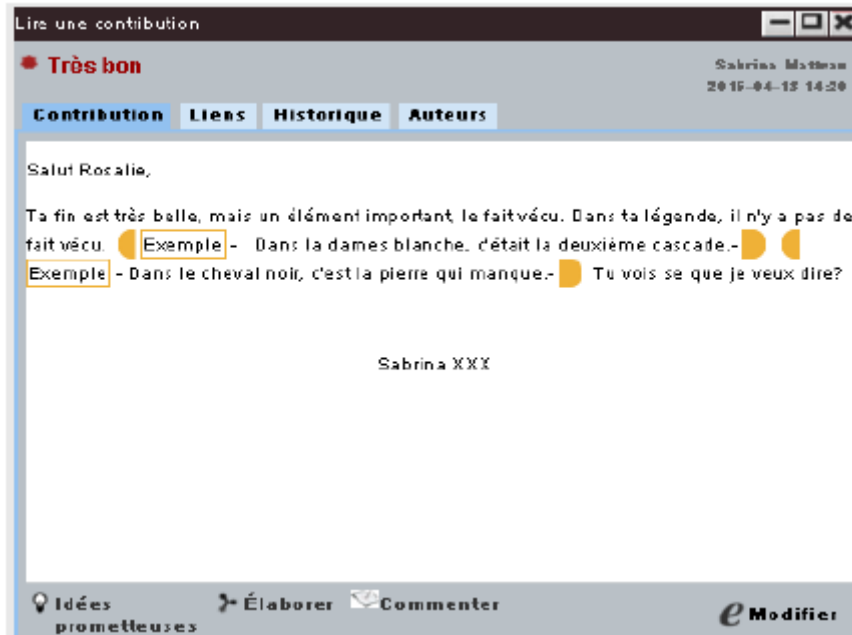 Lire une contribution
Très bon
Sabrina Matteau
2015-04-13 14:20
Contribution Liens Historique Auteurs
Salut Rosalie,
Ta fin est très belle, mais un élément important, le fait vécu. Dans ta légende, il n'y a pas de
fait vécu. Exemple - Dans la dames blanche, c'était la deuxième cascade.-
Exemple - Dans le cheval noir, c'est la pierre qui manque.- Tu vois se que je veux dire?
Sabrina XXX
Idées Élaborer Commenter Modifier
prometteuses